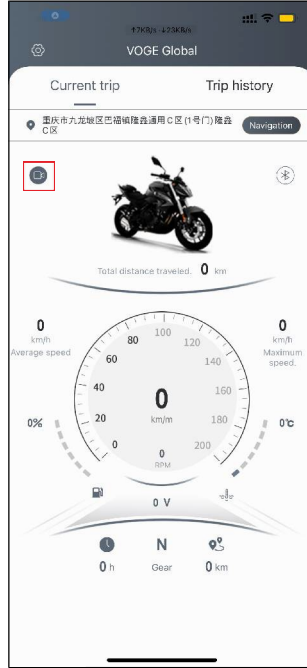 ↑7KB/s ↓23KB/s
VOGE Global
Current trip
Trip history
重庆市九龙坡区巴福镇隆鑫通用C区(1号门)隆鑫
C区
Navigation
Total distance traveled. 0 km
0
km/h
Average speed
0
km/h
Maximum
speed.
0
20
40
60
80
100
120
140
160
180
200
0
km/m
0
RPM
0%
0℃
0 V
0 h
N
Gear
0 km